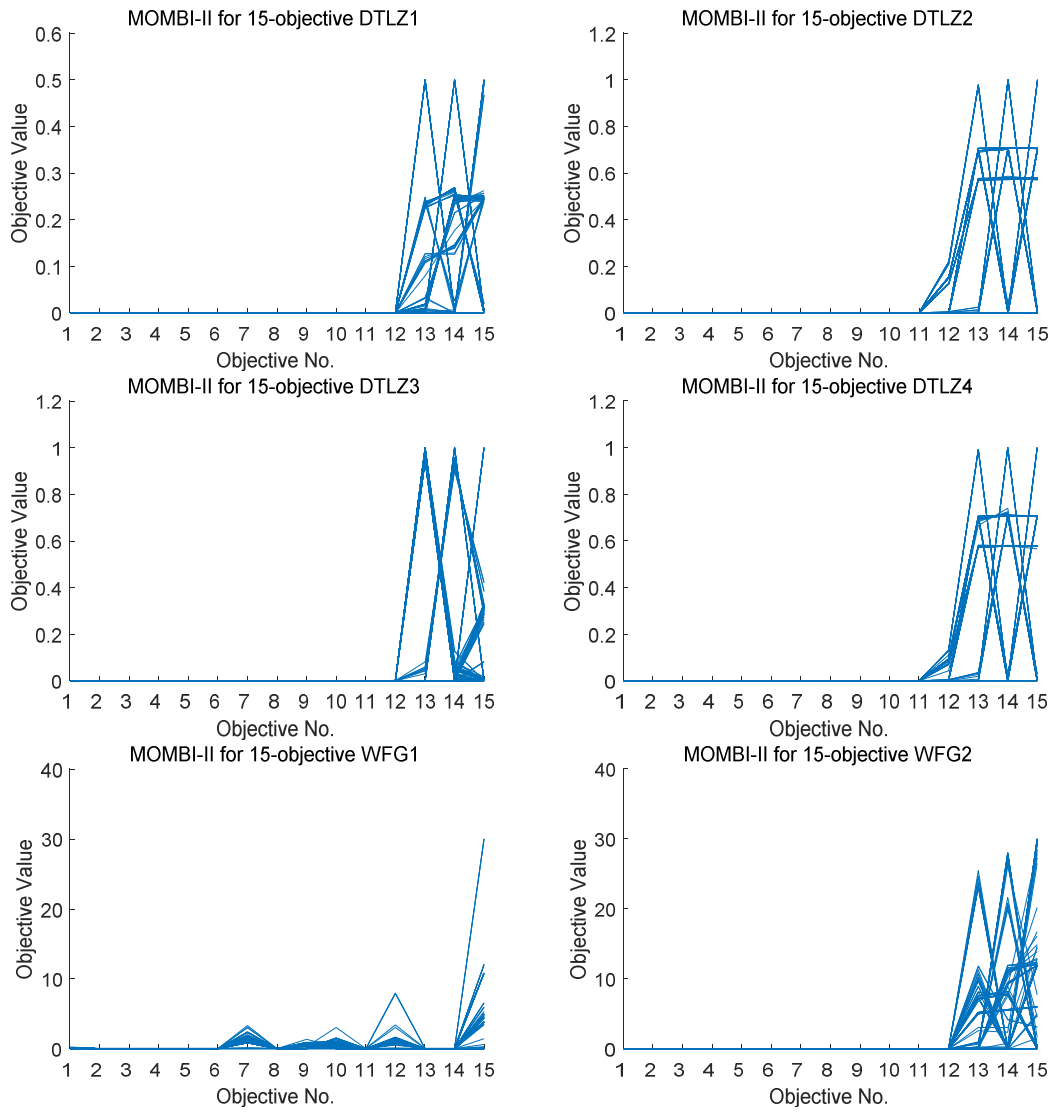 MOMBI-II for 15-objective DTLZ1
0.6
0.5
0.4
0.3
0.2
0.1
0
Objective Value
1 2 3 4 5 6 7 8 9 10 11 12 13 14 15
Objective No.
MOMBI-II for 15-objective DTLZ2
1.2
1
0.8
0.6
0.4
0.2
0
Objective Value
1 2 3 4 5 6 7 8 9 10 11 12 13 14 15
Objective No.
MOMBI-II for 15-objective DTLZ3
1.2
1
0.8
0.6
0.4
0.2
0
Objective Value
1 2 3 4 5 6 7 8 9 10 11 12 13 14 15
Objective No.
MOMBI-II for 15-objective DTLZ4
1.2
1
0.8
0.6
0.4
0.2
0
Objective Value
1 2 3 4 5 6 7 8 9 10 11 12 13 14 15
Objective No.
MOMBI-II for 15-objective WFG1
40
30
20
10
0
Objective Value
1 2 3 4 5 6 7 8 9 10 11 12 13 14 15
Objective No.
MOMBI-II for 15-objective WFG2
40
30
20
10
0
Objective Value
1 2 3 4 5 6 7 8 9 10 11 12 13 14 15
Objective No.